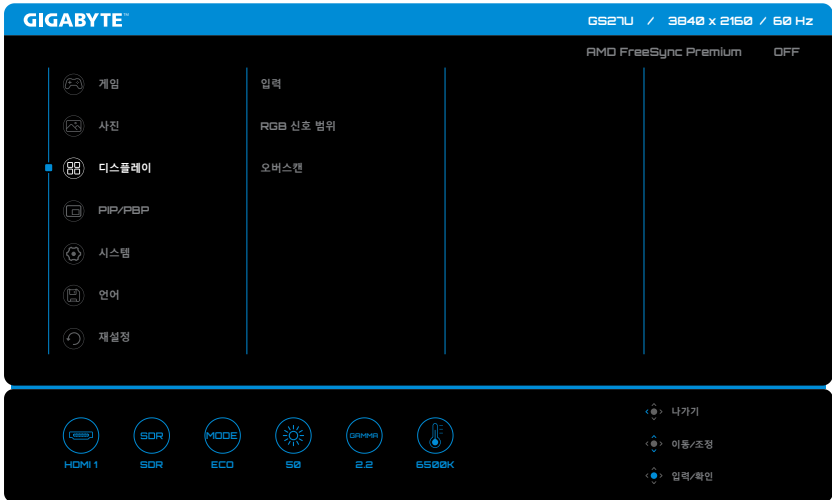 GIGABYTE™
GS27U / 3840 x 2160 / 60 Hz
AMD FreeSync Premium OFF
게임
사진
디스플레이
PIP/PBP
시스템
언어
재설정
입력
RGB 신호 범위
오버스캔
HDMI 1
SDR
SDR
MODE
ECO
50
GAMMA
2.2
6500K
나가기
이동/조정
입력/확인